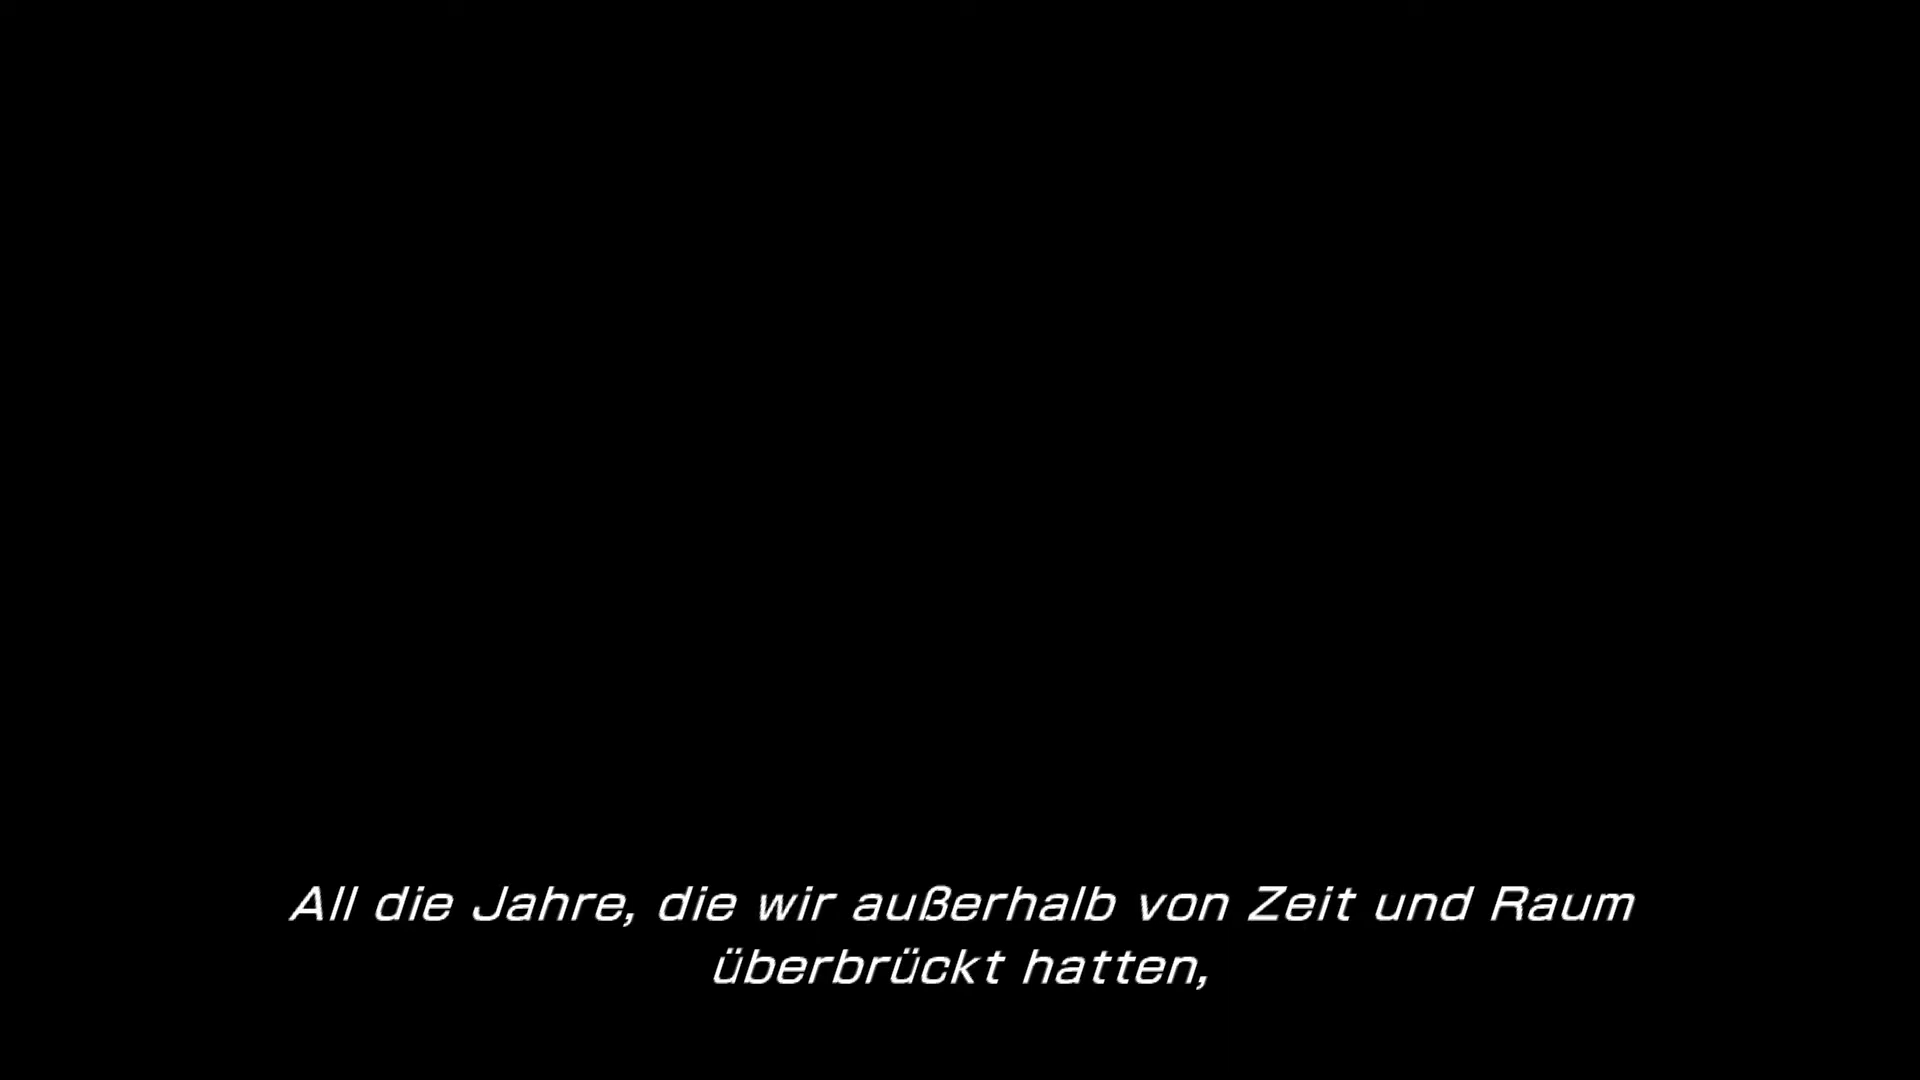 All die Jahre, die wir außerhalb von Zeit und Raum
überbrückt hatten,